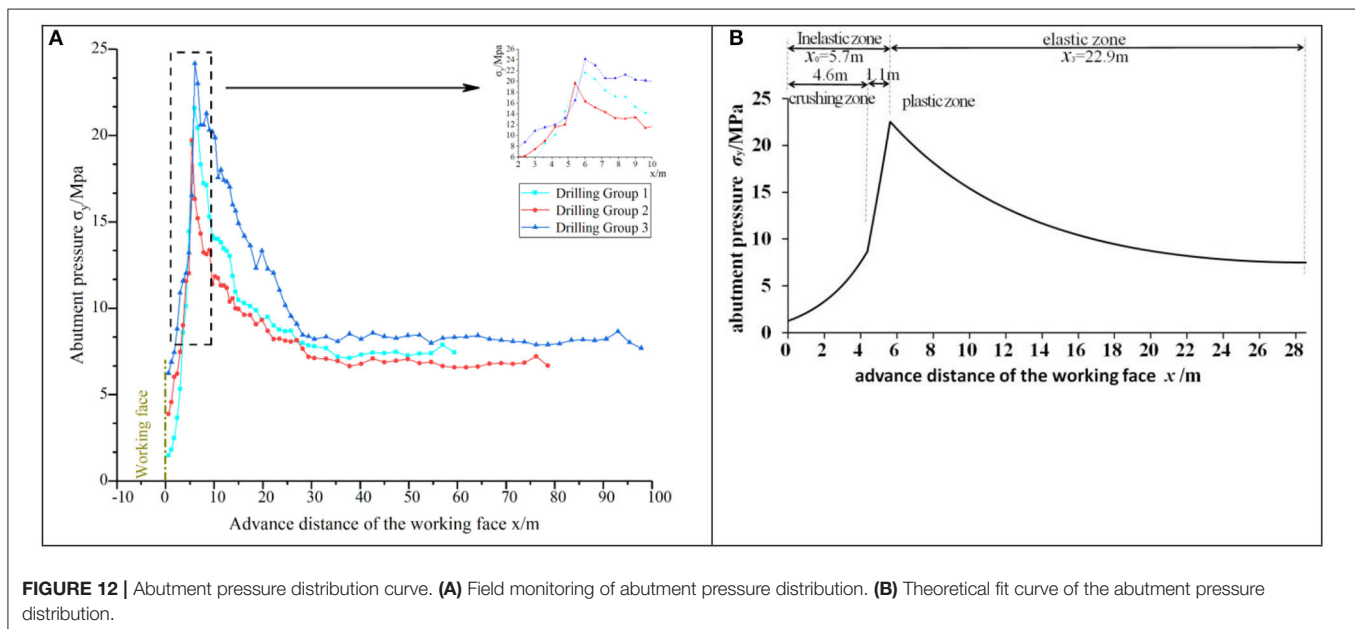 A
25
20
15
10
5
0
-10
0
10
20
30
40
50
60
70
80
90
100
Abutment pressure σy/Mpa
Advance distance of the working face x/m
Working face
σy/Mpa
26
24
22
20
18
16
14
12
10
8
6
2
3
4
5
6
7
8
9
10
x/m
Drilling Group 1
Drilling Group 2
Drilling Group 3
B
Inelastic zone
elastic zone
x₀=5.7m
x₃=22.9m
4.6m
1.1m
crushing zone
plastic zone
25
20
15
10
5
0
0 2 4 6 8 10 12 14 16 18 20 22 24 26 28
abutment pressure σy/MPa
advance distance of the working face x /m
FIGURE 12 | Abutment pressure distribution curve. (A) Field monitoring of abutment pressure distribution. (B) Theoretical fit curve of the abutment pressure
distribution.